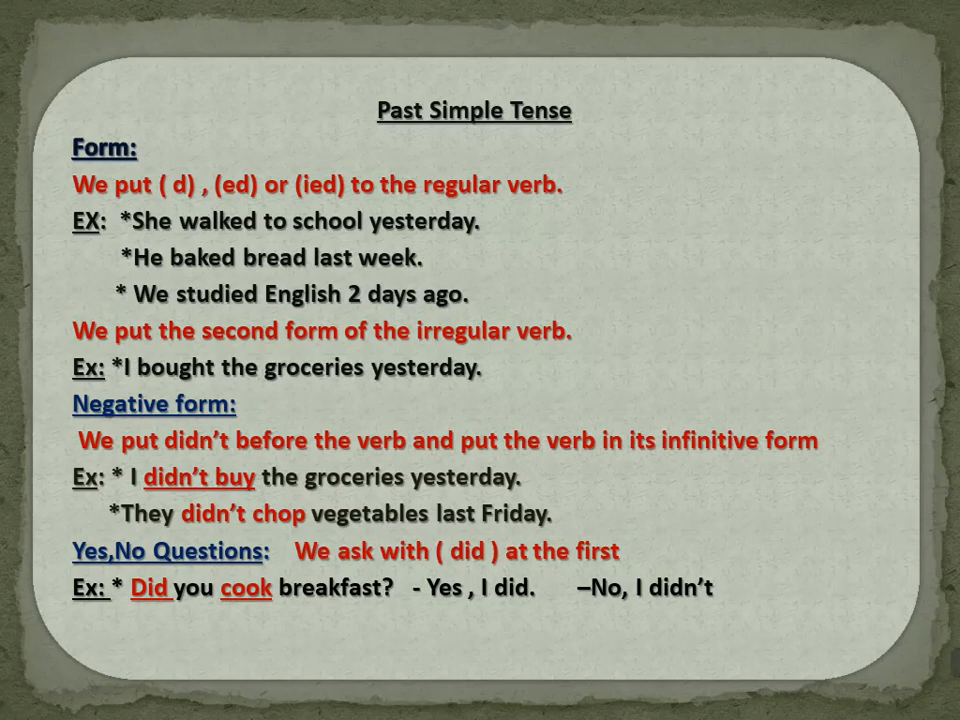 Past Simple Tense
Form:
We put ( d) , (ed) or (ied) to the regular verb.
EX:  *She walked to school yesterday.
*He baked bread last week.
* We studied English 2 days ago.
We put the second form of the irregular verb.
Ex: *I bought the groceries yesterday.
Negative form:
We put didn’t before the verb and put the verb in its infinitive form
Ex: * I didn’t buy the groceries yesterday.
*They didn’t chop vegetables last Friday.
Yes,No Questions:    We ask with ( did ) at the first
Ex: * Did you cook breakfast?   - Yes , I did.      –No, I didn’t